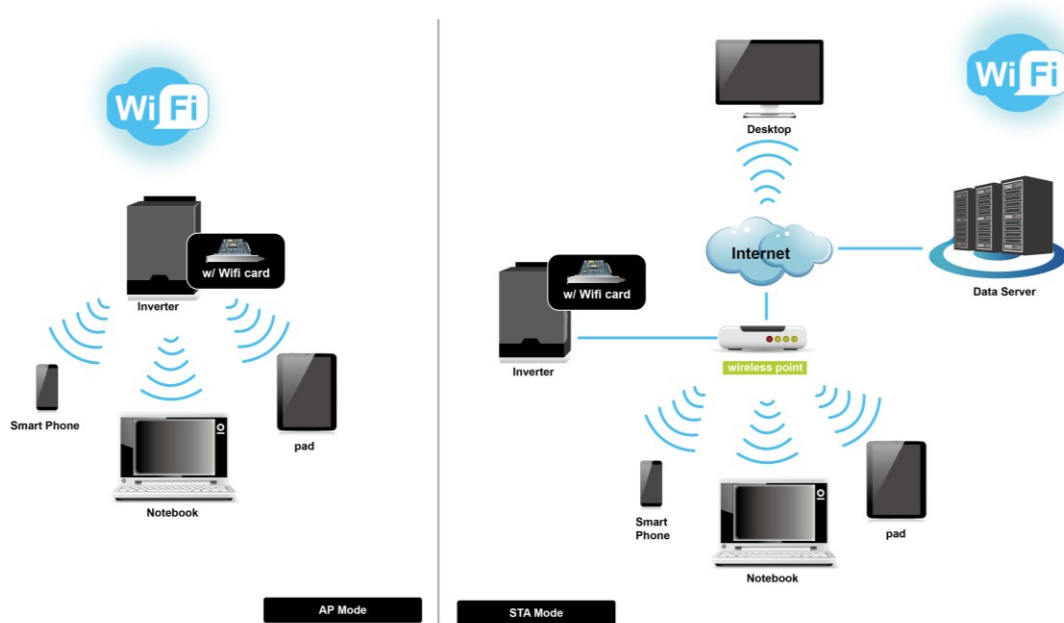 WiFi
w/ Wifi card
Inverter
Smart Phone
pad
Notebook
AP Mode
WiFi
Desktop
Internet
Data Server
w/ Wifi card
Inverter
wireless point
Smart
Phone
pad
Notebook
STA Mode